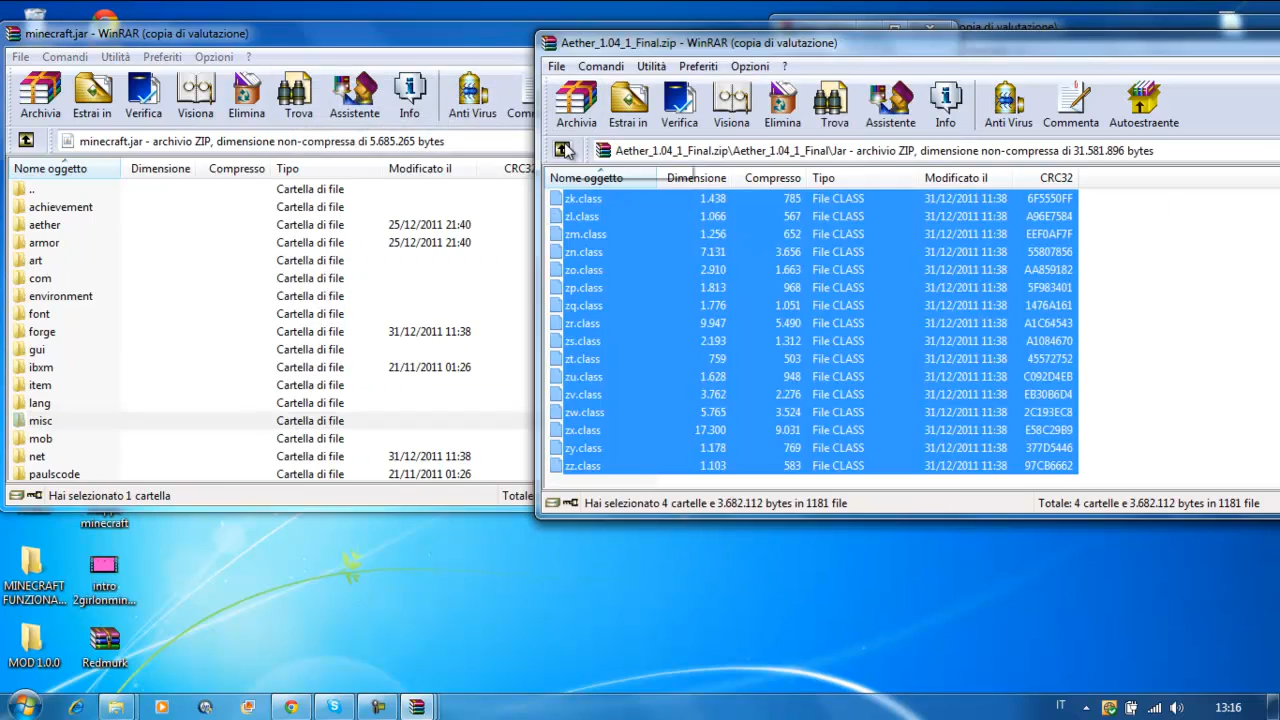 minecraft.jar - WinRAR (copia di valutazione)
File Comandi Utilità Preferiti Opzioni ?
Archivia Estrai in Verifica Visiona Elimina Trova Assistente Info Anti Virus
minecraft.jar - archivio ZIP, dimensione non-compressa di 5.685.265 bytes
Nome oggetto Dimensione Compresso Tipo Modificato il CRC32
.. Cartella di file
achievement Cartella di file
aether Cartella di file 25/12/2011 21:40
armor Cartella di file 25/12/2011 21:40
art Cartella di file
com Cartella di file
environment Cartella di file
font Cartella di file
forge Cartella di file 31/12/2011 11:38
gui Cartella di file
ibxm Cartella di file 21/11/2011 01:26
item Cartella di file
lang Cartella di file
misc Cartella di file
mob Cartella di file
net Cartella di file 31/12/2011 11:38
paulscode Cartella di file 21/11/2011 01:26
Hai selezionato 1 cartella Totale:
copia di valutazione)
Aether_1.04_1_Final.zip - WinRAR (copia di valutazione)
File Comandi Utilità Preferiti Opzioni ?
Archivia Estrai in Verifica Visiona Elimina Trova Assistente Info Anti Virus Commenta Autoestraente
Aether_1.04_1_Final.zip\Aether_1.04_1_Final\Jar - archivio ZIP, dimensione non-compressa di 31.581.896 bytes
Nome oggetto Dimensione Compresso Tipo Modificato il CRC32
zk.class 1.438 785 File CLASS 31/12/2011 11:38 6F5550FF
zl.class 1.066 567 File CLASS 31/12/2011 11:38 A96E7584
zm.class 1.256 652 File CLASS 31/12/2011 11:38 EEF0AF7F
zn.class 7.131 3.656 File CLASS 31/12/2011 11:38 55807856
zo.class 2.910 1.663 File CLASS 31/12/2011 11:38 AA859182
zp.class 1.813 968 File CLASS 31/12/2011 11:38 5F983401
zq.class 1.776 1.051 File CLASS 31/12/2011 11:38 1476A161
zr.class 9.947 5.490 File CLASS 31/12/2011 11:38 A1C64543
zs.class 2.193 1.312 File CLASS 31/12/2011 11:38 A1084670
zt.class 759 503 File CLASS 31/12/2011 11:38 45572752
zu.class 1.628 948 File CLASS 31/12/2011 11:38 C092D4EB
zv.class 3.762 2.276 File CLASS 31/12/2011 11:38 EB30B6D4
zw.class 5.765 3.524 File CLASS 31/12/2011 11:38 2C193EC8
zx.class 17.300 9.031 File CLASS 31/12/2011 11:38 E58C29B9
zy.class 1.178 769 File CLASS 31/12/2011 11:38 377D5446
zz.class 1.103 583 File CLASS 31/12/2011 11:38 97CB6662
Hai selezionato 4 cartelle e 3.682.112 bytes in 1181 file Totale: 4 cartelle e 3.682.112 bytes in 1181 file
minecraft
MINECRAFT
FUNZIONA...
intro
2girlonmin...
MOD 1.0.0
Redmurk
IT 13:16